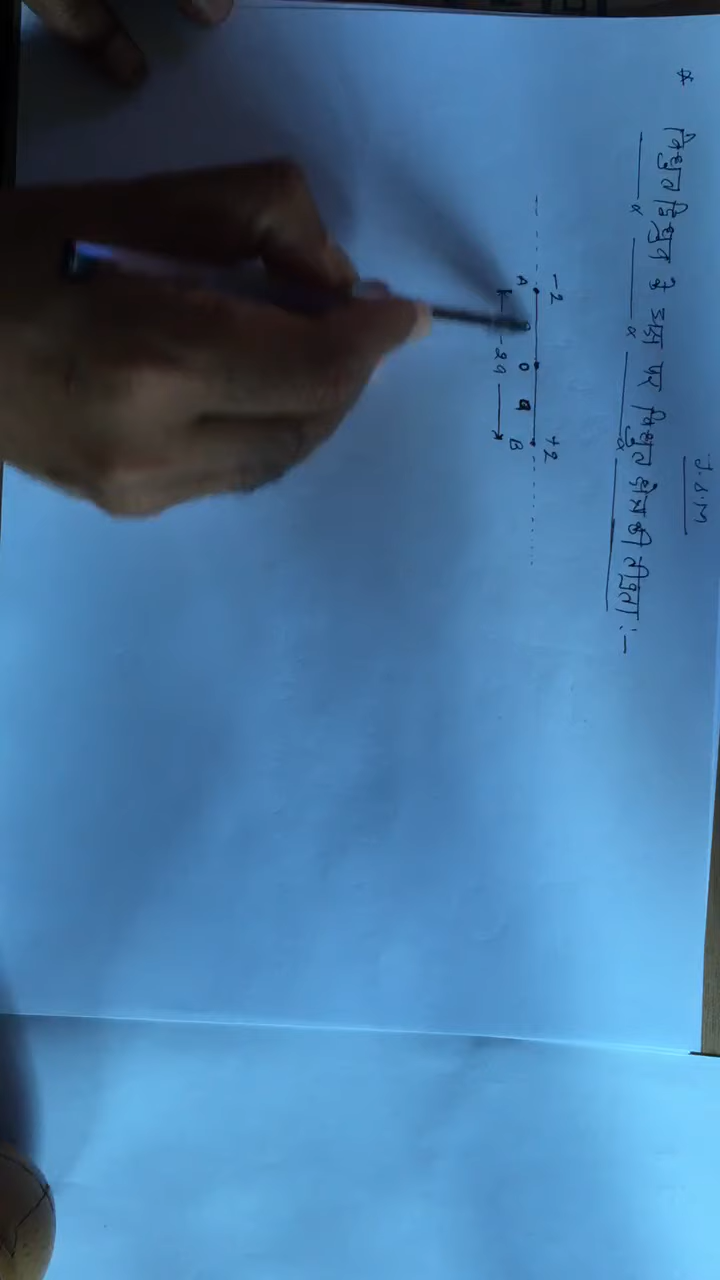 J.S.M
* विधुत द्विध्रुव के अक्ष पर विधुत क्षेत्र की तीव्रता :-
-q +q
A O a B
2a